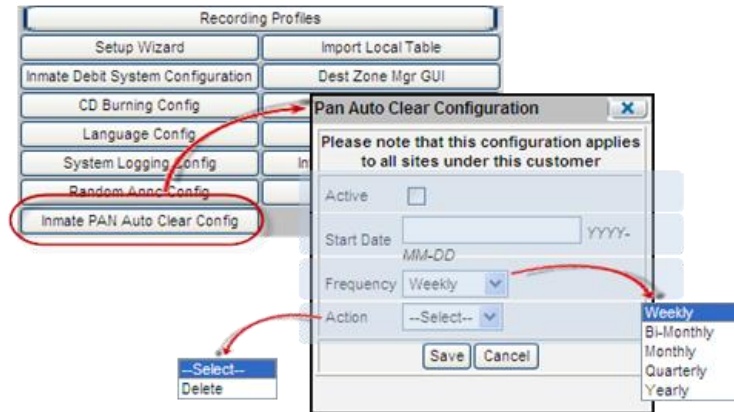 Recording Profiles
Setup Wizard
Import Local Table
Inmate Debit System Configuration
Dest Zone Mgr GUI
CD Burning Config
Language Config
System Logging Config
In
Random Annc Config
Inmate PAN Auto Clear Config
Pan Auto Clear Configuration
Please note that this configuration applies
to all sites under this customer
Active
Start Date
YYYY-
MM-DD
Frequency
Weekly
Action
--Select--
Save
Cancel
--Select--
Delete
Weekly
Bi-Monthly
Monthly
Quarterly
Yearly